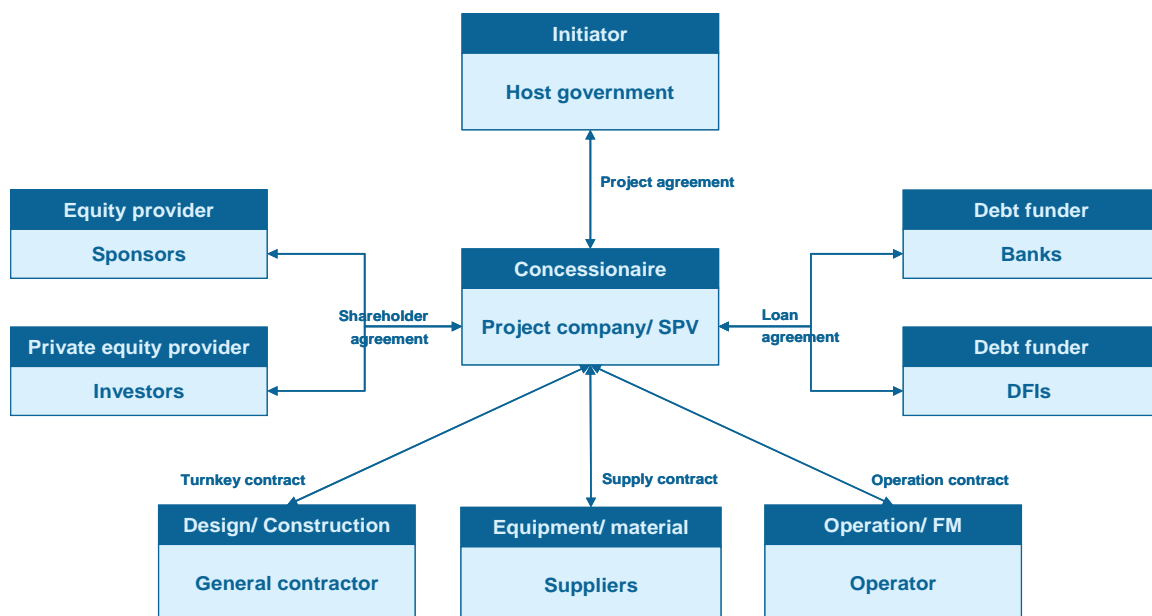 Initiator
Host government
Project agreement
Equity provider
Sponsors
Debt funder
Banks
Concessionaire
Project company/ SPV
Shareholder
agreement
Loan
agreement
Private equity provider
Investors
Debt funder
DFIs
Turnkey contract
Supply contract
Operation contract
Design/ Construction
General contractor
Equipment/ material
Suppliers
Operation/ FM
Operator